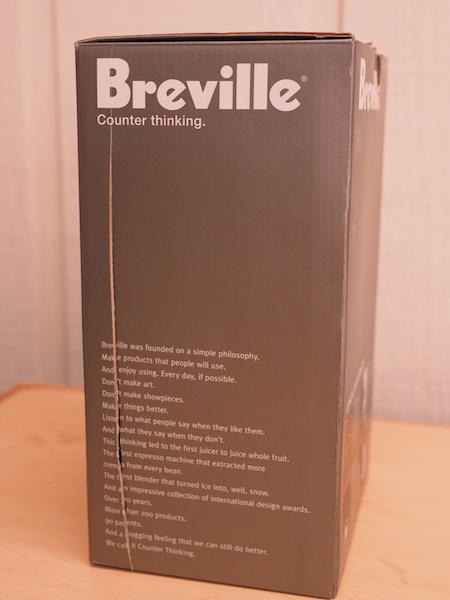 Breville®
Counter thinking.
Breville
Breville was founded on a simple philosophy.
Make products that people will use.
And enjoy using. Every day, if possible.
Don't make art.
Don't make showpieces.
Make things better.
Listen to what people say when they like them.
And what they say when they don't.
This thinking led to the first juicer to juice whole fruit.
The first espresso machine that extracted more
crema from every bean.
The first blender that turned ice into, well, snow.
And an impressive collection of international design awards.
Over 70 years.
More than 200 products.
90 patents.
And a nagging feeling that we can still do better.
We call it Counter Thinking.